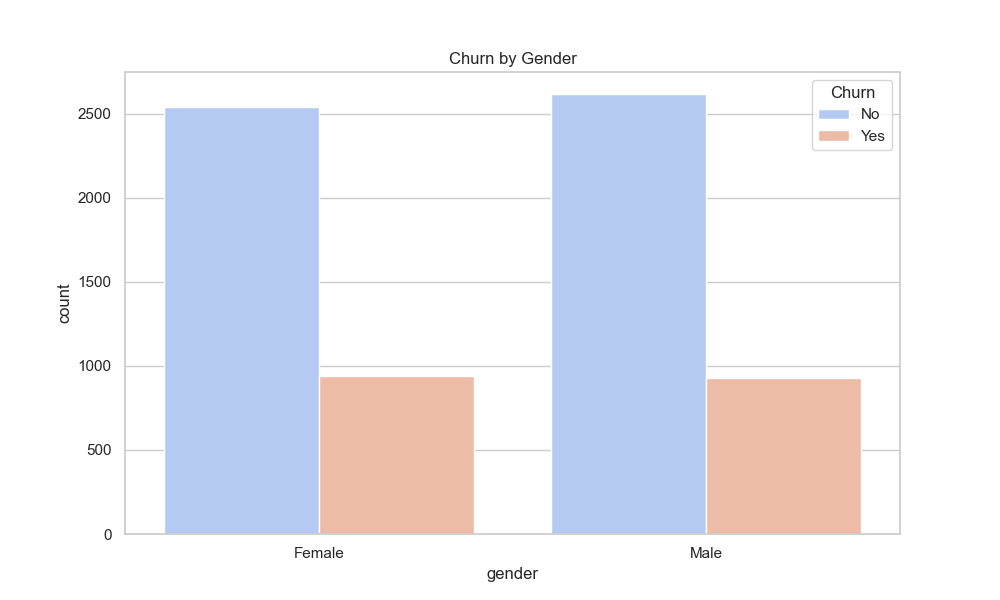 Churn by Gender
Churn
No
Yes
2500
2000
1500
1000
500
0
count
Female
Male
gender